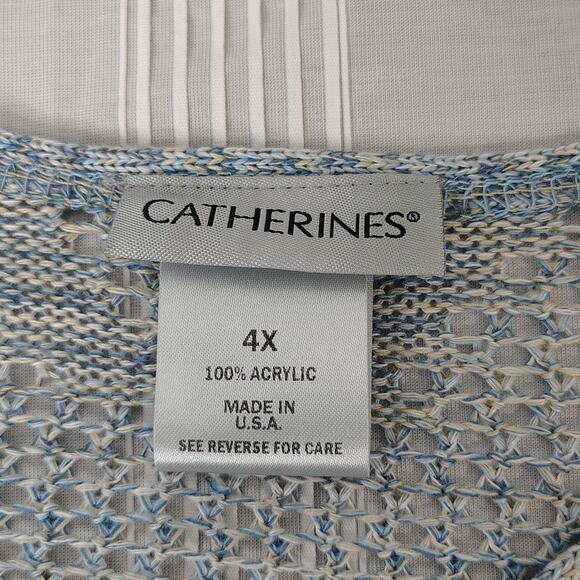 CATHERINES®
4X
100% ACRYLIC
MADE IN
U.S.A.
SEE REVERSE FOR CARE